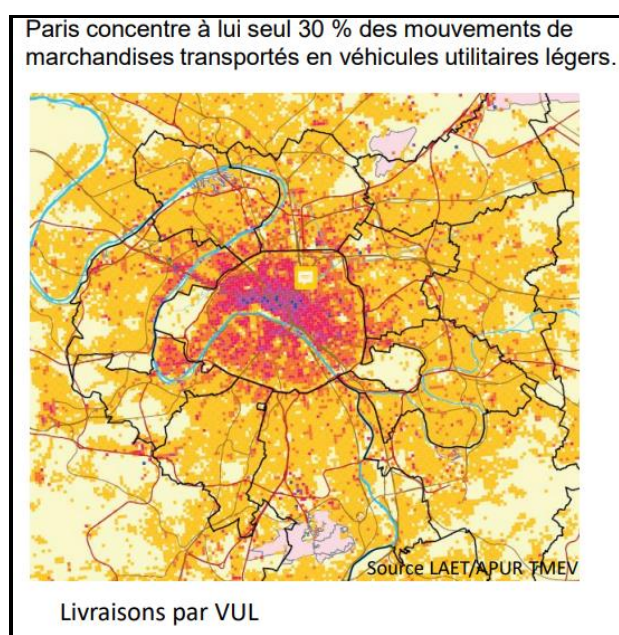 Paris concentre à lui seul 30 % des mouvements de
marchandises transportés en véhicules utilitaires légers.
Source LAET/APUR TMEV
Livraisons par VUL